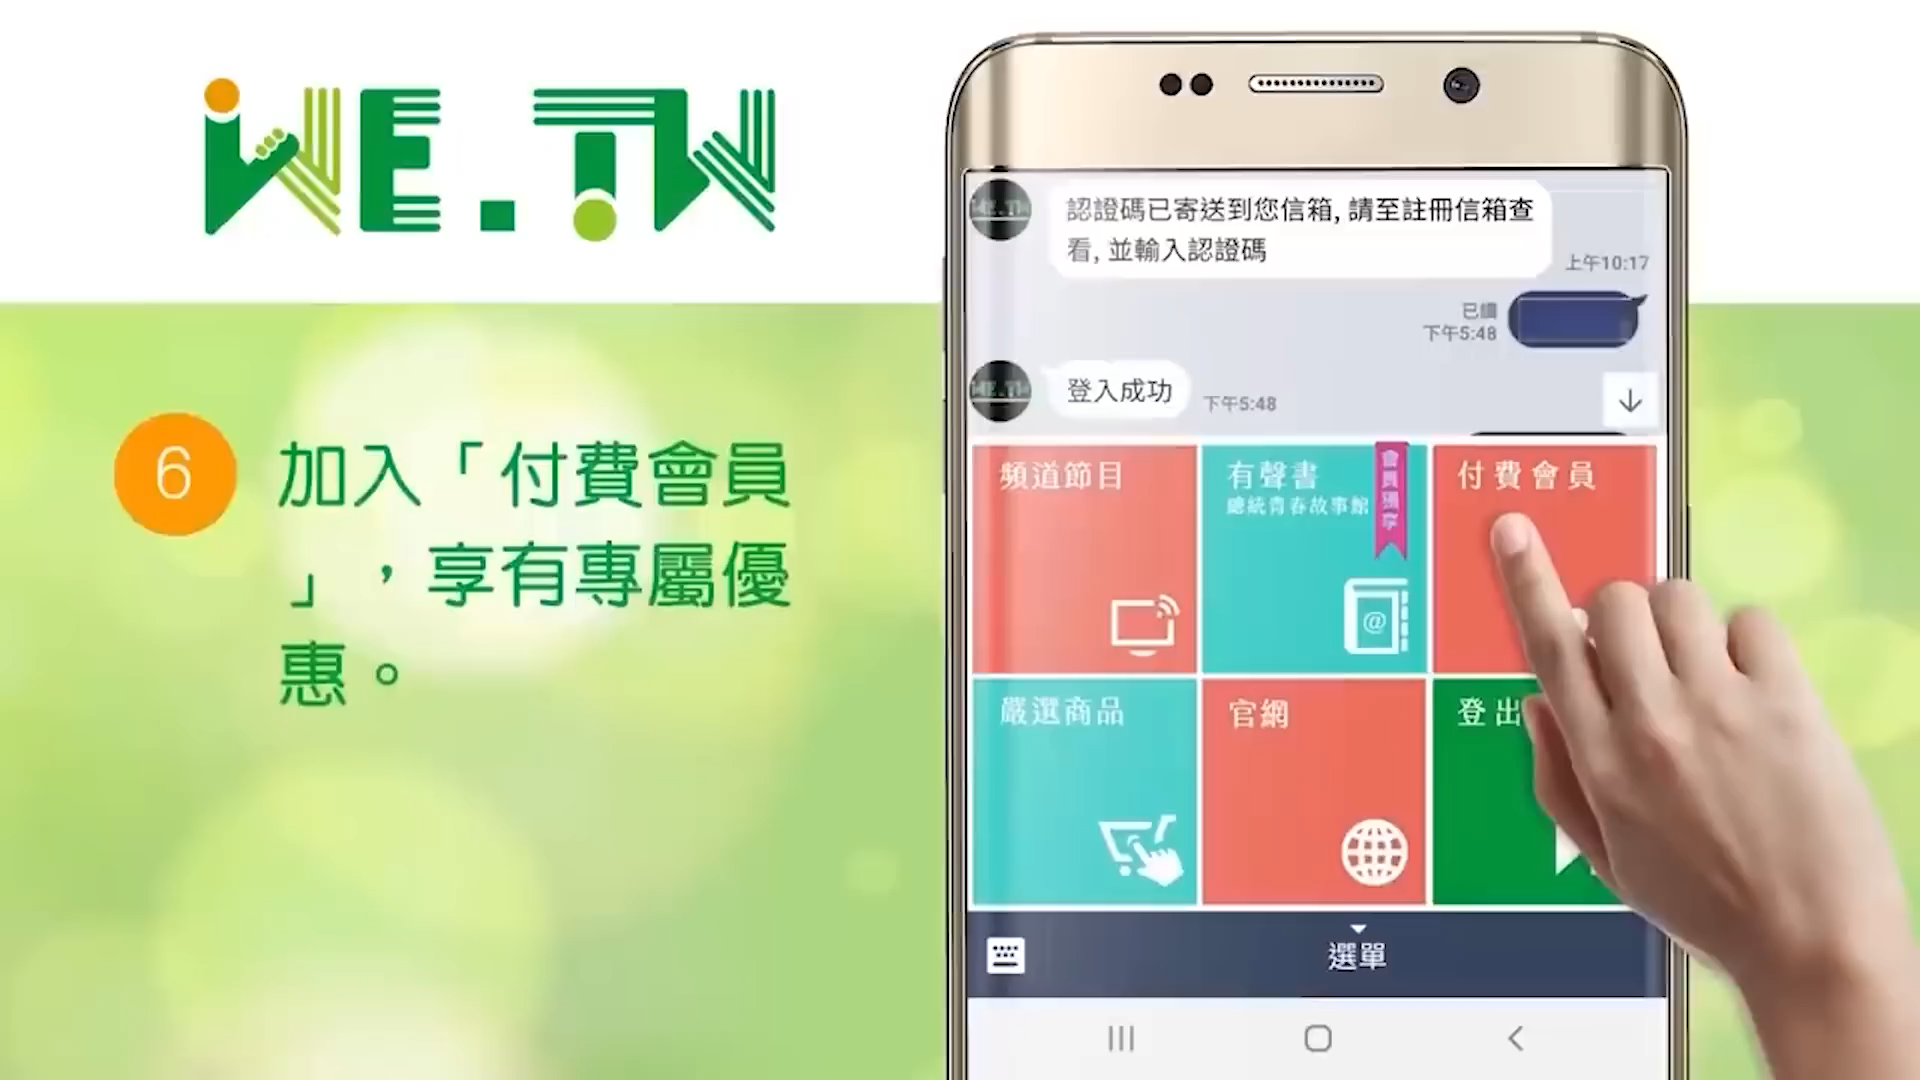 WE.TW
6
加入「付費會員
」，享有專屬優
惠。
WE.TW
認證碼已寄送到您信箱, 請至註冊信箱查
看, 並輸入認證碼
上午10:17
已讀
下午5:48
WE.TW
登入成功
下午5:48
頻道節目
有聲書
總統青春故事館
會員獨享
付費會員
嚴選商品
官網
登出
選單